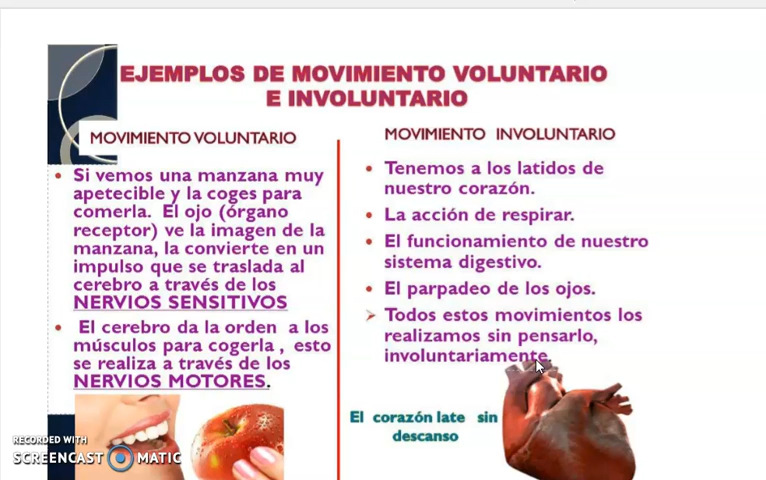 EJEMPLOS DE MOVIMIENTO VOLUNTARIO
E INVOLUNTARIO
MOVIMIENTO VOLUNTARIO
• Si vemos una manzana muy
apetecible y la coges para
comerla. El ojo (órgano
receptor) ve la imagen de la
manzana, la convierte en un
impulso que se traslada al
cerebro a través de los
NERVIOS SENSITIVOS
• El cerebro da la orden a los
músculos para cogerla , esto
se realiza a través de los
NERVIOS MOTORES.
MOVIMIENTO INVOLUNTARIO
• Tenemos a los latidos de
nuestro corazón.
• La acción de respirar.
• El funcionamiento de nuestro
sistema digestivo.
• El parpadeo de los ojos.
➤ Todos estos movimientos los
realizamos sin pensarlo,
involuntariamente.
El corazón late sin
descanso
RECORDED WITH
SCREENCAST MATIC